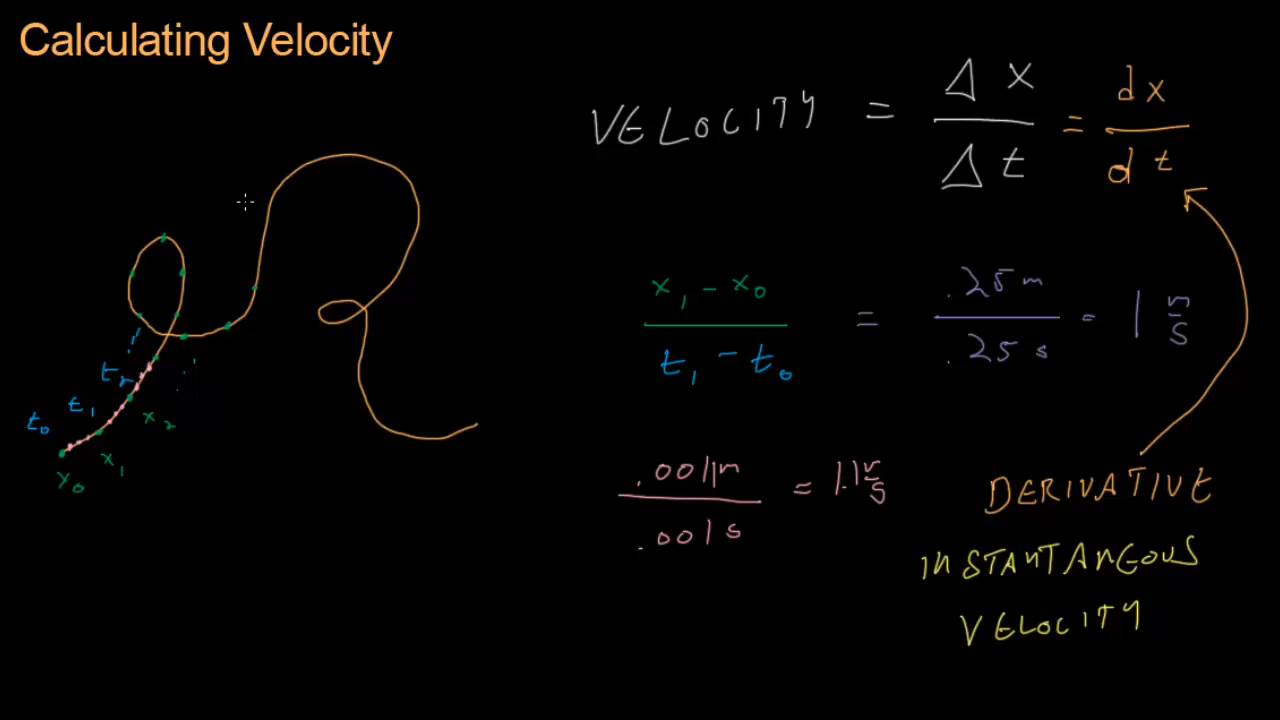 Calculating Velocity
VELOCITY = Δx/Δt = dx/dt
x₁ - x₀ / t₁ - t₀ = .25m / .25s = 1 m/s
t₀ t₁ t₂
x₀ x₁ x₂
.0011m / .001s = 1.1 m/s
DERIVATIVE
INSTANTANEOUS
VELOCITY